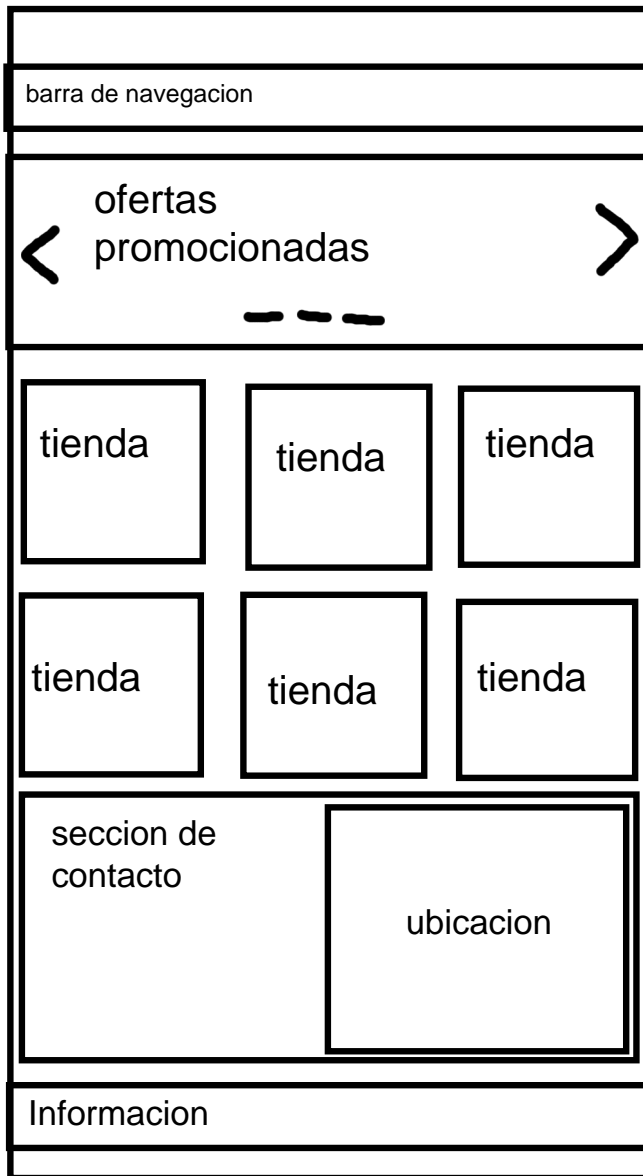 barra de navegacion
ofertas
promocionadas
tienda
tienda
tienda
tienda
tienda
tienda
seccion de
contacto
ubicacion
Informacion